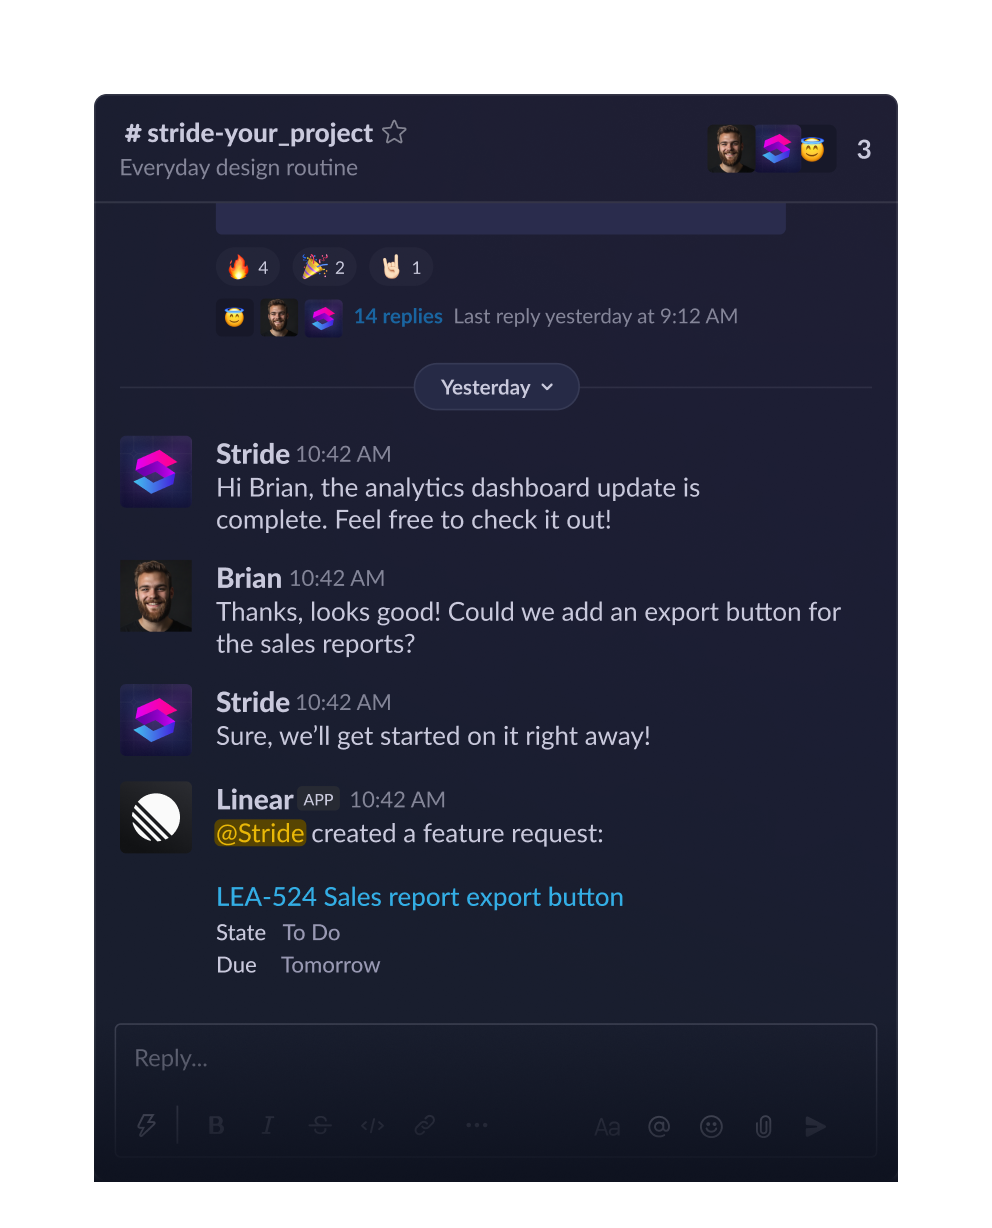 # stride-your_project
Everyday design routine
3
4 2 1
14 replies Last reply yesterday at 9:12 AM
Yesterday
Stride 10:42 AM
Hi Brian, the analytics dashboard update is
complete. Feel free to check it out!
Brian 10:42 AM
Thanks, looks good! Could we add an export button for
the sales reports?
Stride 10:42 AM
Sure, we’ll get started on it right away!
Linear APP 10:42 AM
@Stride created a feature request:
LEA-524 Sales report export button
State To Do
Due Tomorrow
Reply...
B I S </> ... Aa @